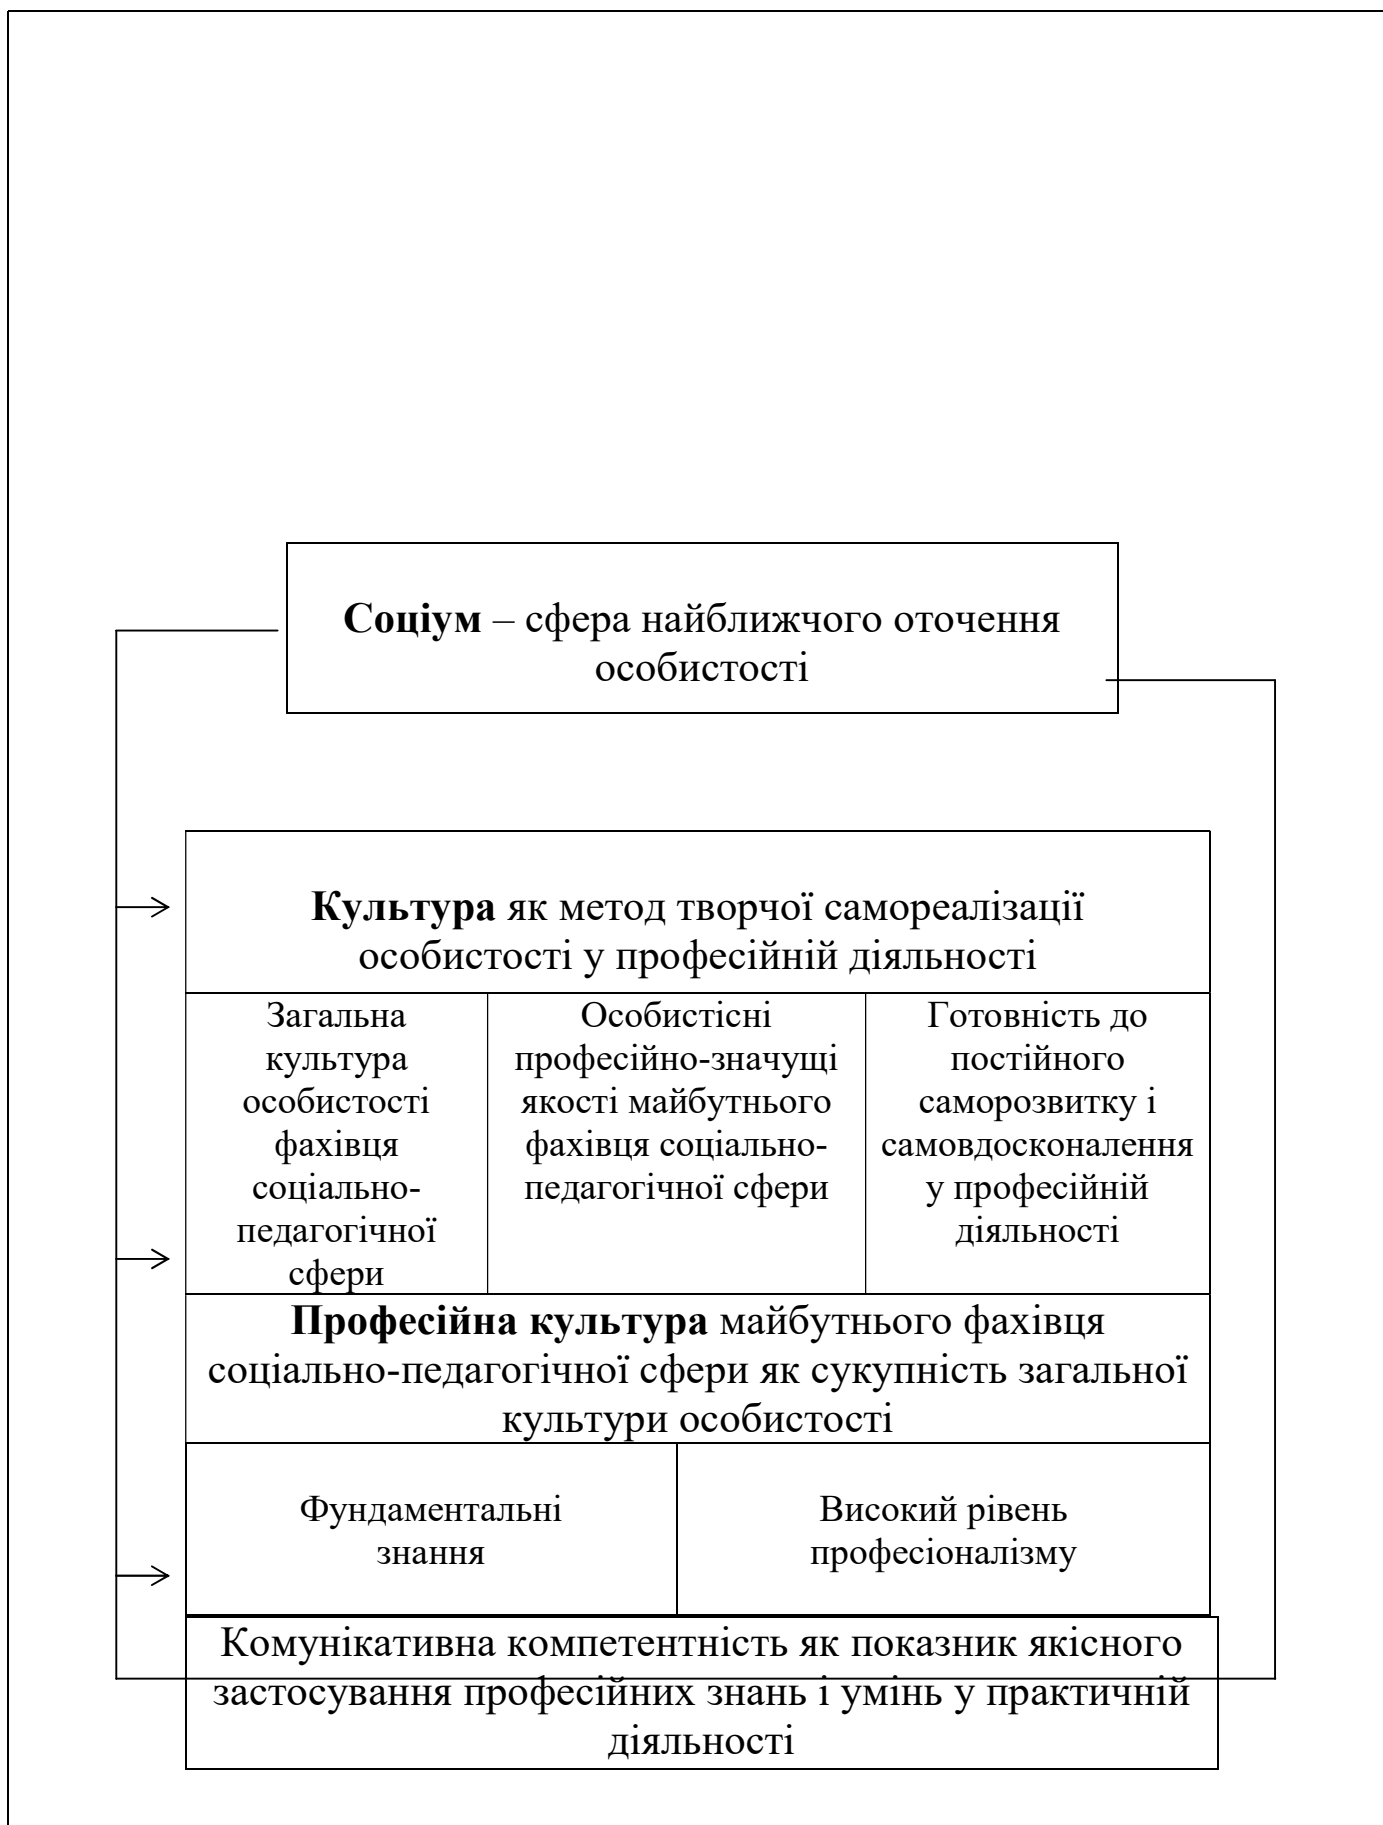 Соціум – сфера найближчого оточення
особистості
Культура як метод творчої самореалізації
особистості у професійній діяльності
Загальна
культура
особистості
фахівця
соціально-
педагогічної
сфери
Особистісні
професійно-значущі
якості майбутнього
фахівця соціально-
педагогічної сфери
Готовність до
постійного
саморозвитку і
самовдосконалення
у професійній
діяльності
Професійна культура майбутнього фахівця
соціально-педагогічної сфери як сукупність загальної
культури особистості
Фундаментальні
знання
Високий рівень
професіоналізму
Комунікативна компетентність як показник якісного
застосування професійних знань і умінь у практичній
діяльності